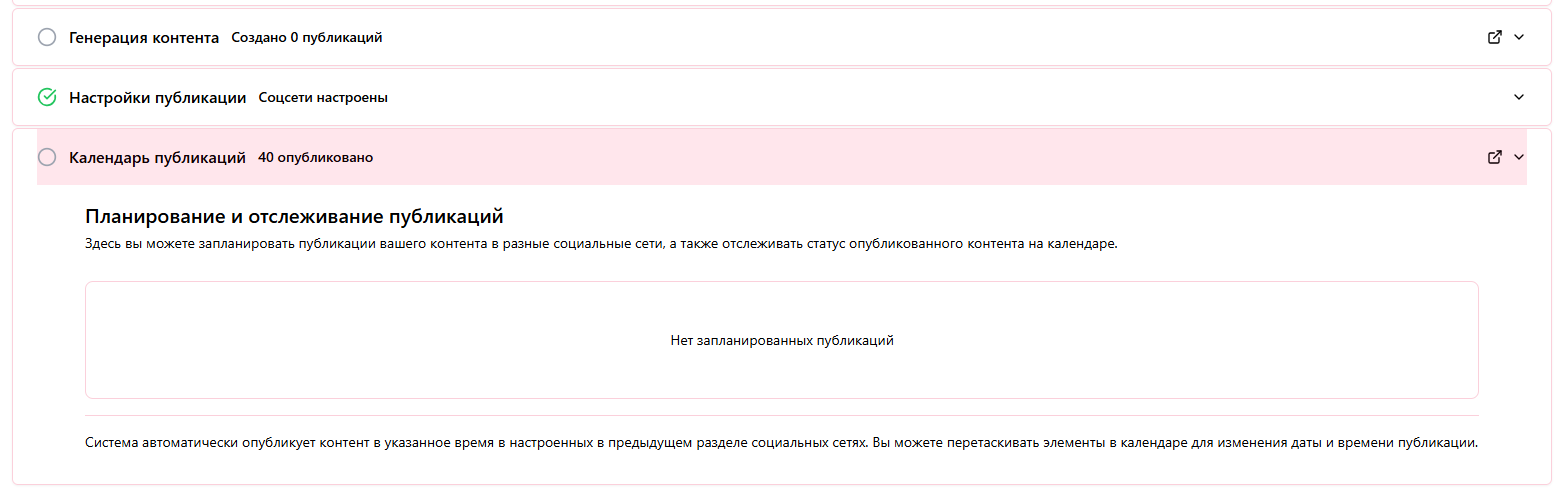 Генерация контента Создано 0 публикаций
Настройки публикации Соцсети настроены
Календарь публикаций 40 опубликовано
Планирование и отслеживание публикаций
Здесь вы можете запланировать публикации вашего контента в разные социальные сети, а также отслеживать статус опубликованного контента на календаре.
Нет запланированных публикаций
Система автоматически опубликует контент в указанное время в настроенных в предыдущем разделе социальных сетях. Вы можете перетаскивать элементы в календаре для изменения даты и времени публикации.